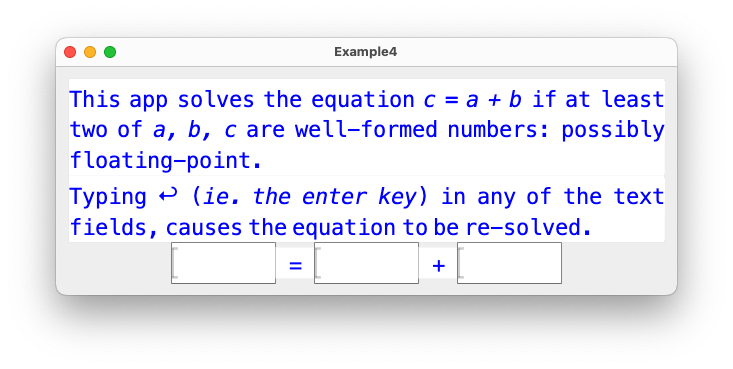 Example4
This app solves the equation c = a + b if at least
two of a, b, c are well-formed numbers: possibly
floating-point.
Typing ↩ (ie. the enter key) in any of the text
fields, causes the equation to be re-solved.
= +